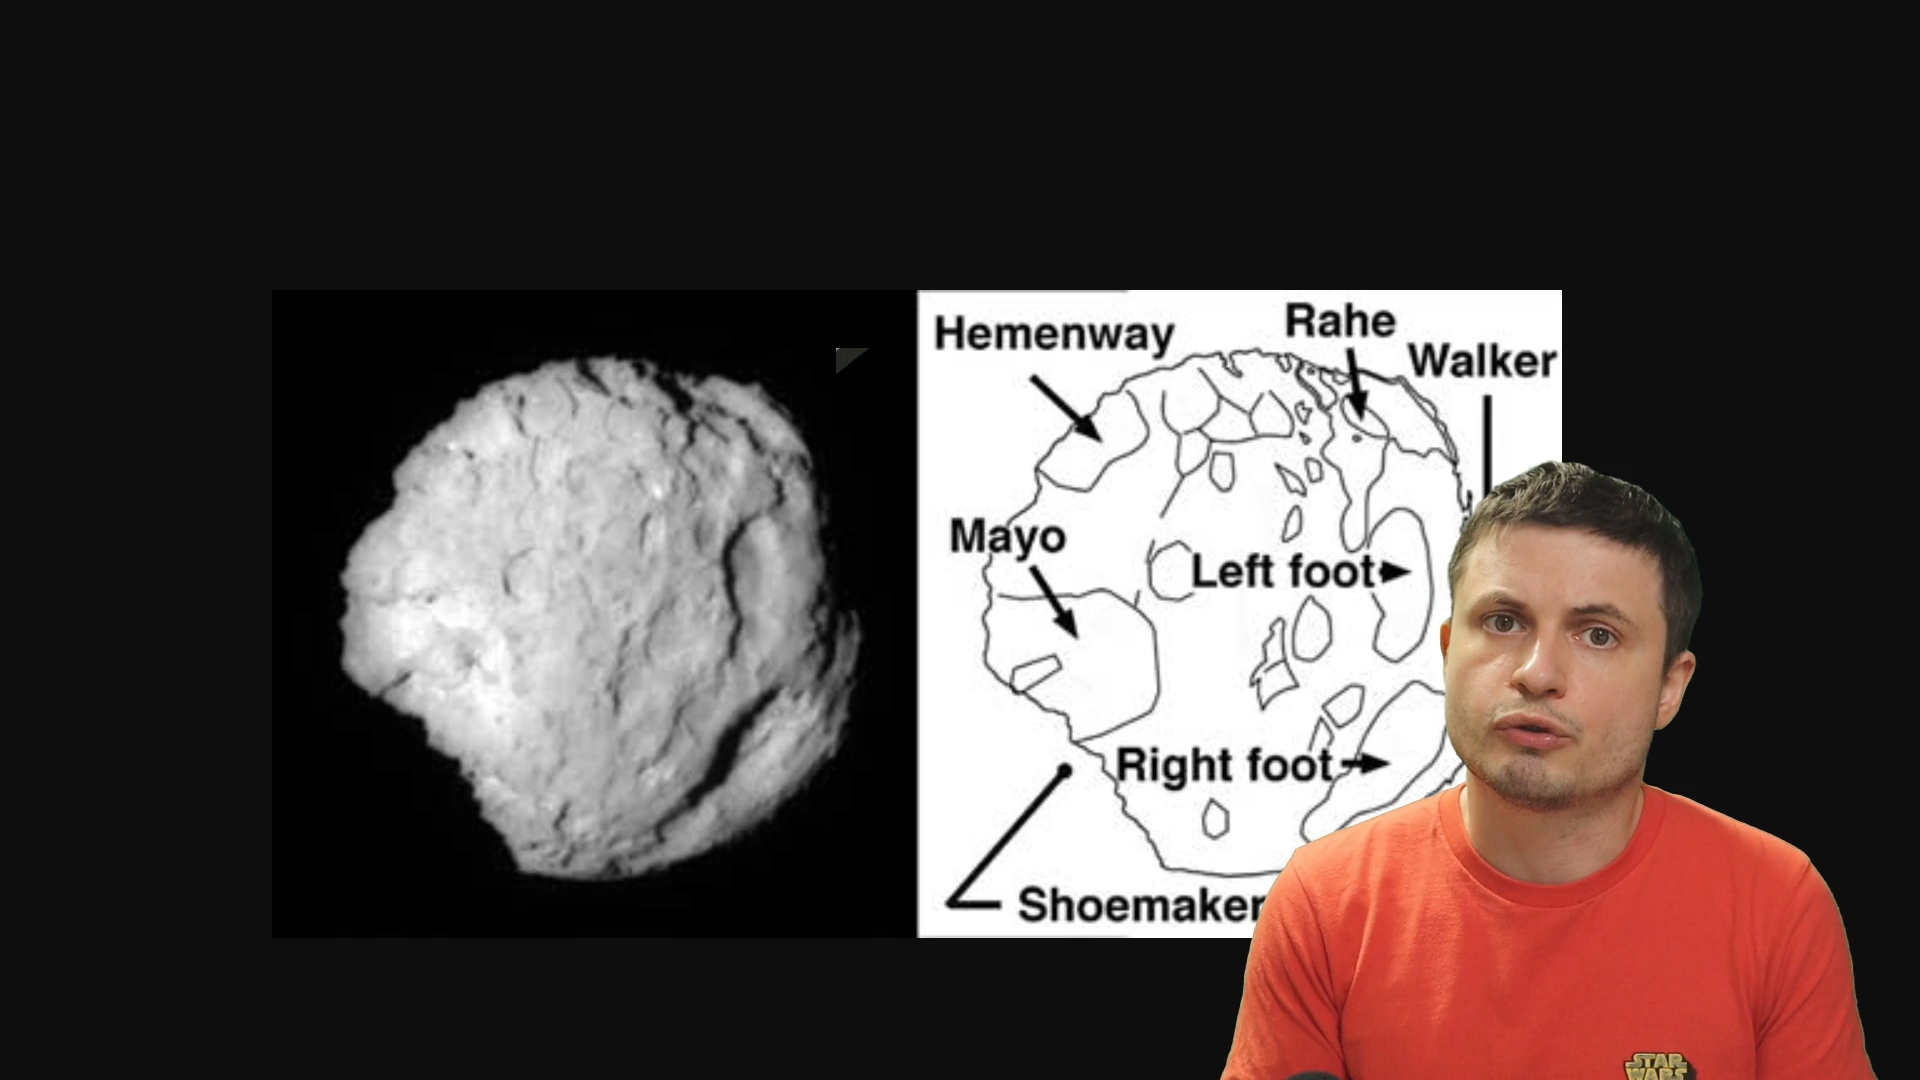 Hemenway
Rahe
Walker
Mayo
Left foot
Right foot
Shoemaker
STAR
WARS